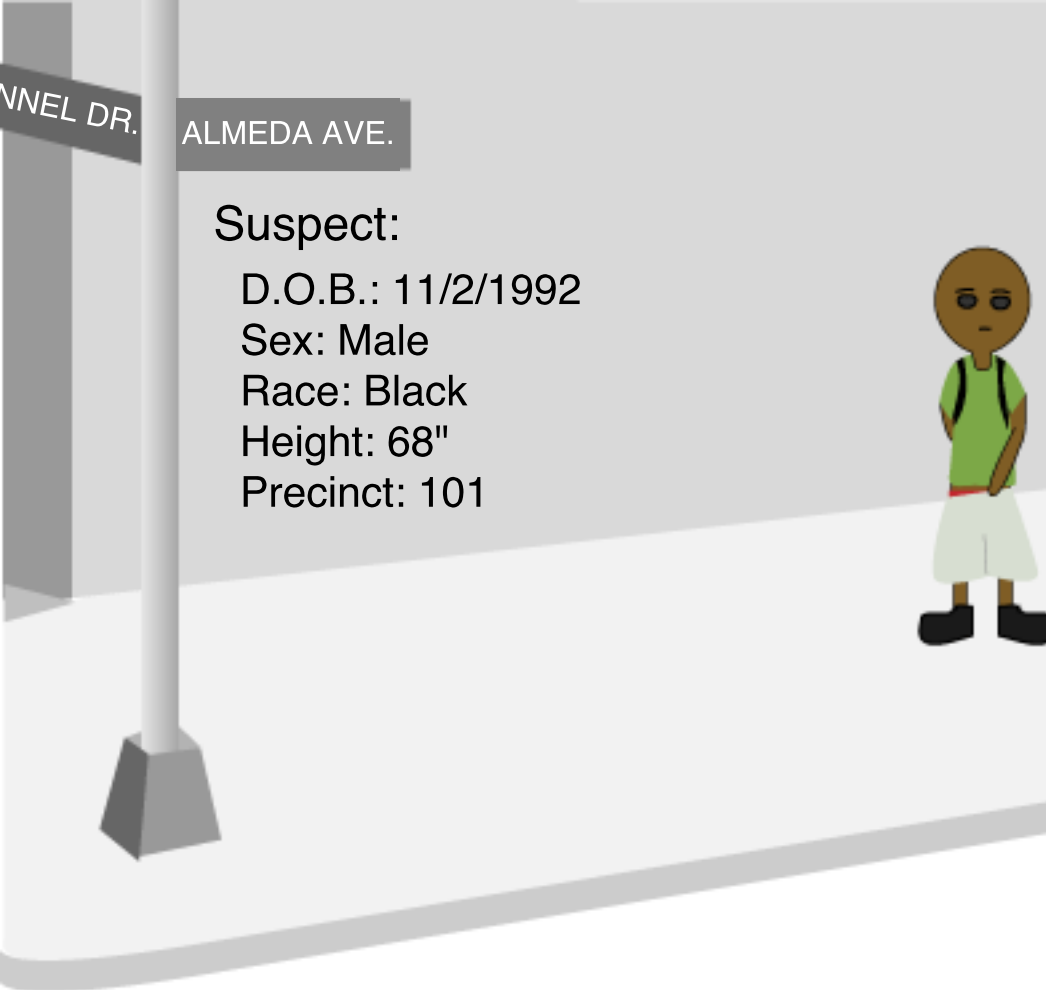 NNEL DR.
ALMEDA AVE.
Suspect:
D.O.B.: 11/2/1992
Sex: Male
Race: Black
Height: 68"
Precinct: 101